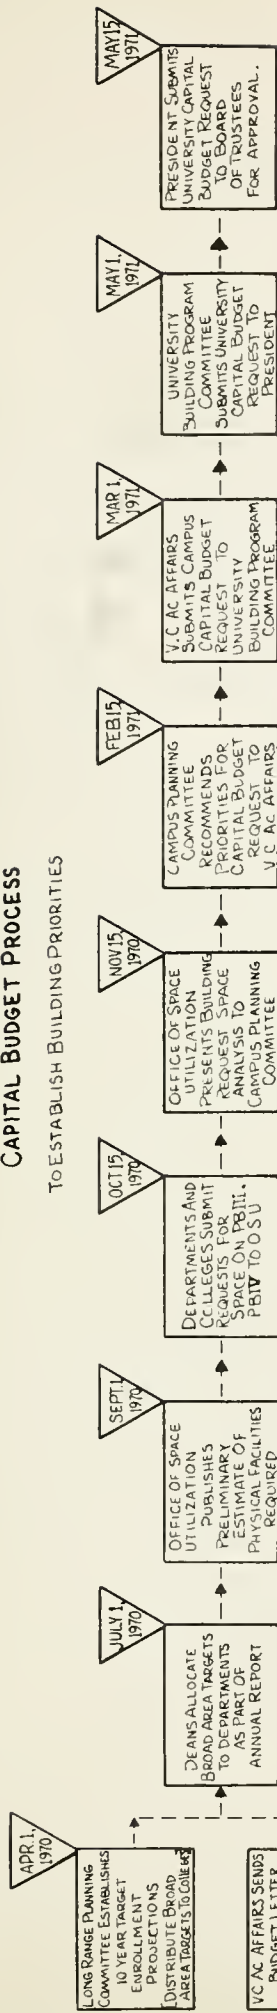 CAPITAL BUDGET PROCESS
TO ESTABLISH BUILDING PRIORITIES
APR. 1,
1970
LONG RANGE PLANNING
COMMITTEE ESTABLISHES
10 YEAR TARGET
ENROLLMENT
PROJECTIONS
DISTRIBUTE BROAD
AREA TARGETS TO COLLEGES
V.C AC AFFAIRS SENDS
BUDGET LETTER
JULY 1,
1970
DEANS ALLOCATE
BROAD AREA TARGETS
TO DEPARTMENTS
AS PART OF
ANNUAL REPORT
SEPT. 1,
1970
OFFICE OF SPACE
UTILIZATION
PUBLISHES
PRELIMINARY
ESTIMATE OF
PHYSICAL FACILITIES
REQUIRED
OCT 15,
1970
DEPARTMENTS AND
COLLEGES SUBMIT
REQUESTS FOR
SPACE ON PBIII.
PBIV TO OSU
NOV 15,
1970
OFFICE OF SPACE
UTILIZATION
PRESENTS BUILDING
REQUEST SPACE
ANALYSIS TO
CAMPUS PLANNING
COMMITTEE
FEB 15,
1971
CAMPUS PLANNING
COMMITTEE
RECOMMENDS
PRIORITIES FOR
CAPITAL BUDGET
REQUEST TO
V C AC AFFAIRS
MAR 1,
1971
V.C AC AFFAIRS
SUBMITS CAMPUS
CAPITAL BUDGET
REQUEST TO
UNIVERSITY
BUILDING PROGRAM
COMMITTEE
MAY 1,
1971
UNIVERSITY
BUILDING PROGRAM
COMMITTEE
SUBMITS UNIVERSITY
CAPITAL BUDGET
REQUEST TO
PRESIDENT
MAY 15,
1971
PRESIDENT SUBMITS
UNIVERSITY CAPITAL
BUDGET REQUEST
TO BOARD
OF TRUSTEES
FOR APPROVAL.